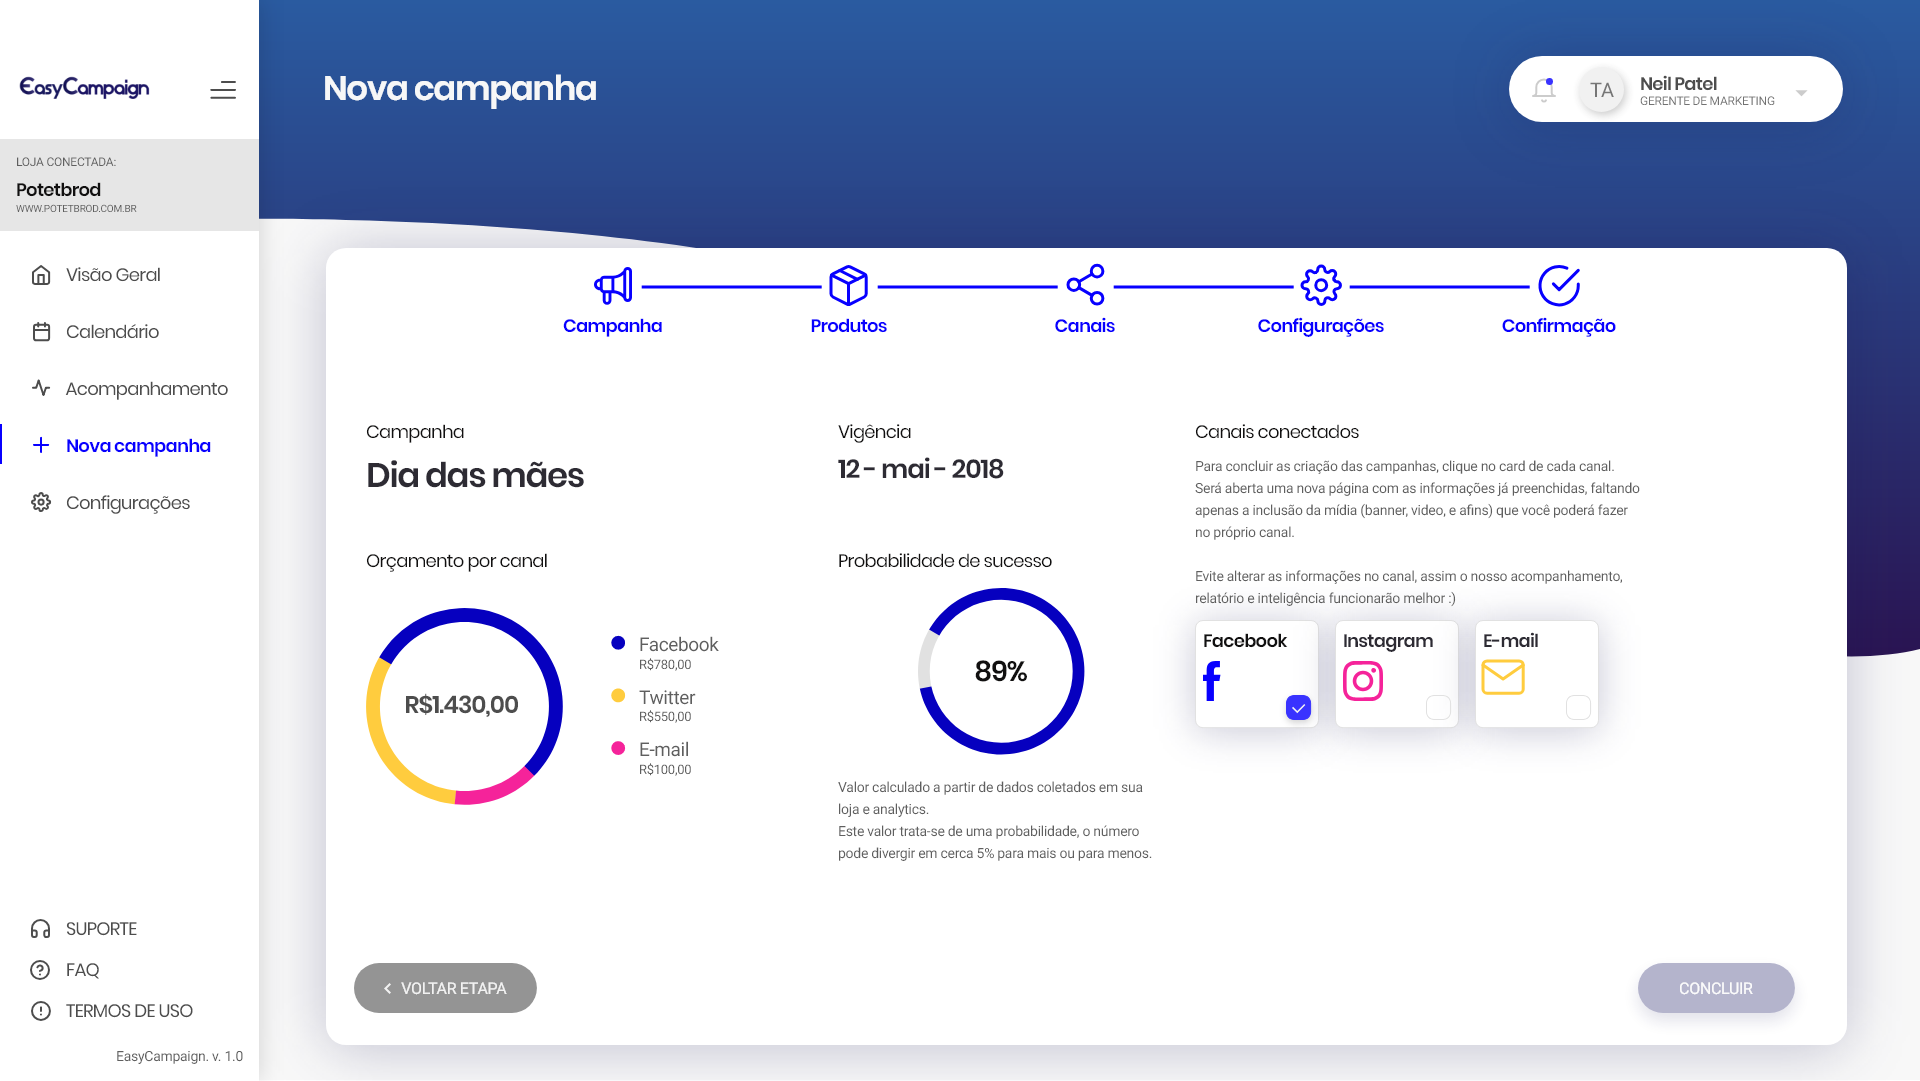 EasyCampaign
LOJA CONECTADA:
Potetbrod
WWW.POTETBROD.COM.BR
Visão Geral
Calendário
Acompanhamento
Nova campanha
Configurações
SUPORTE
FAQ
TERMOS DE USO
EasyCampaign. v. 1.0
Nova campanha
TA
Neil Patel
GERENTE DE MARKETING
Campanha
Produtos
Canais
Configurações
Confirmação
Campanha
Dia das mães
Orçamento por canal
R$1.430,00
Facebook
R$780,00
Twitter
R$550,00
E-mail
R$100,00
Vigência
12 - mai - 2018
Probabilidade de sucesso
89%
Valor calculado a partir de dados coletados em sua
loja e analytics.
Este valor trata-se de uma probabilidade, o número
pode divergir em cerca 5% para mais ou para menos.
Canais conectados
Para concluir as criação das campanhas, clique no card de cada canal.
Será aberta uma nova página com as informações já preenchidas, faltando
apenas a inclusão da mídia (banner, video, e afins) que você poderá fazer
no próprio canal.
Evite alterar as informações no canal, assim o nosso acompanhamento,
relatório e inteligência funcionarão melhor :)
Facebook
Instagram
E-mail
VOLTAR ETAPA
CONCLUIR